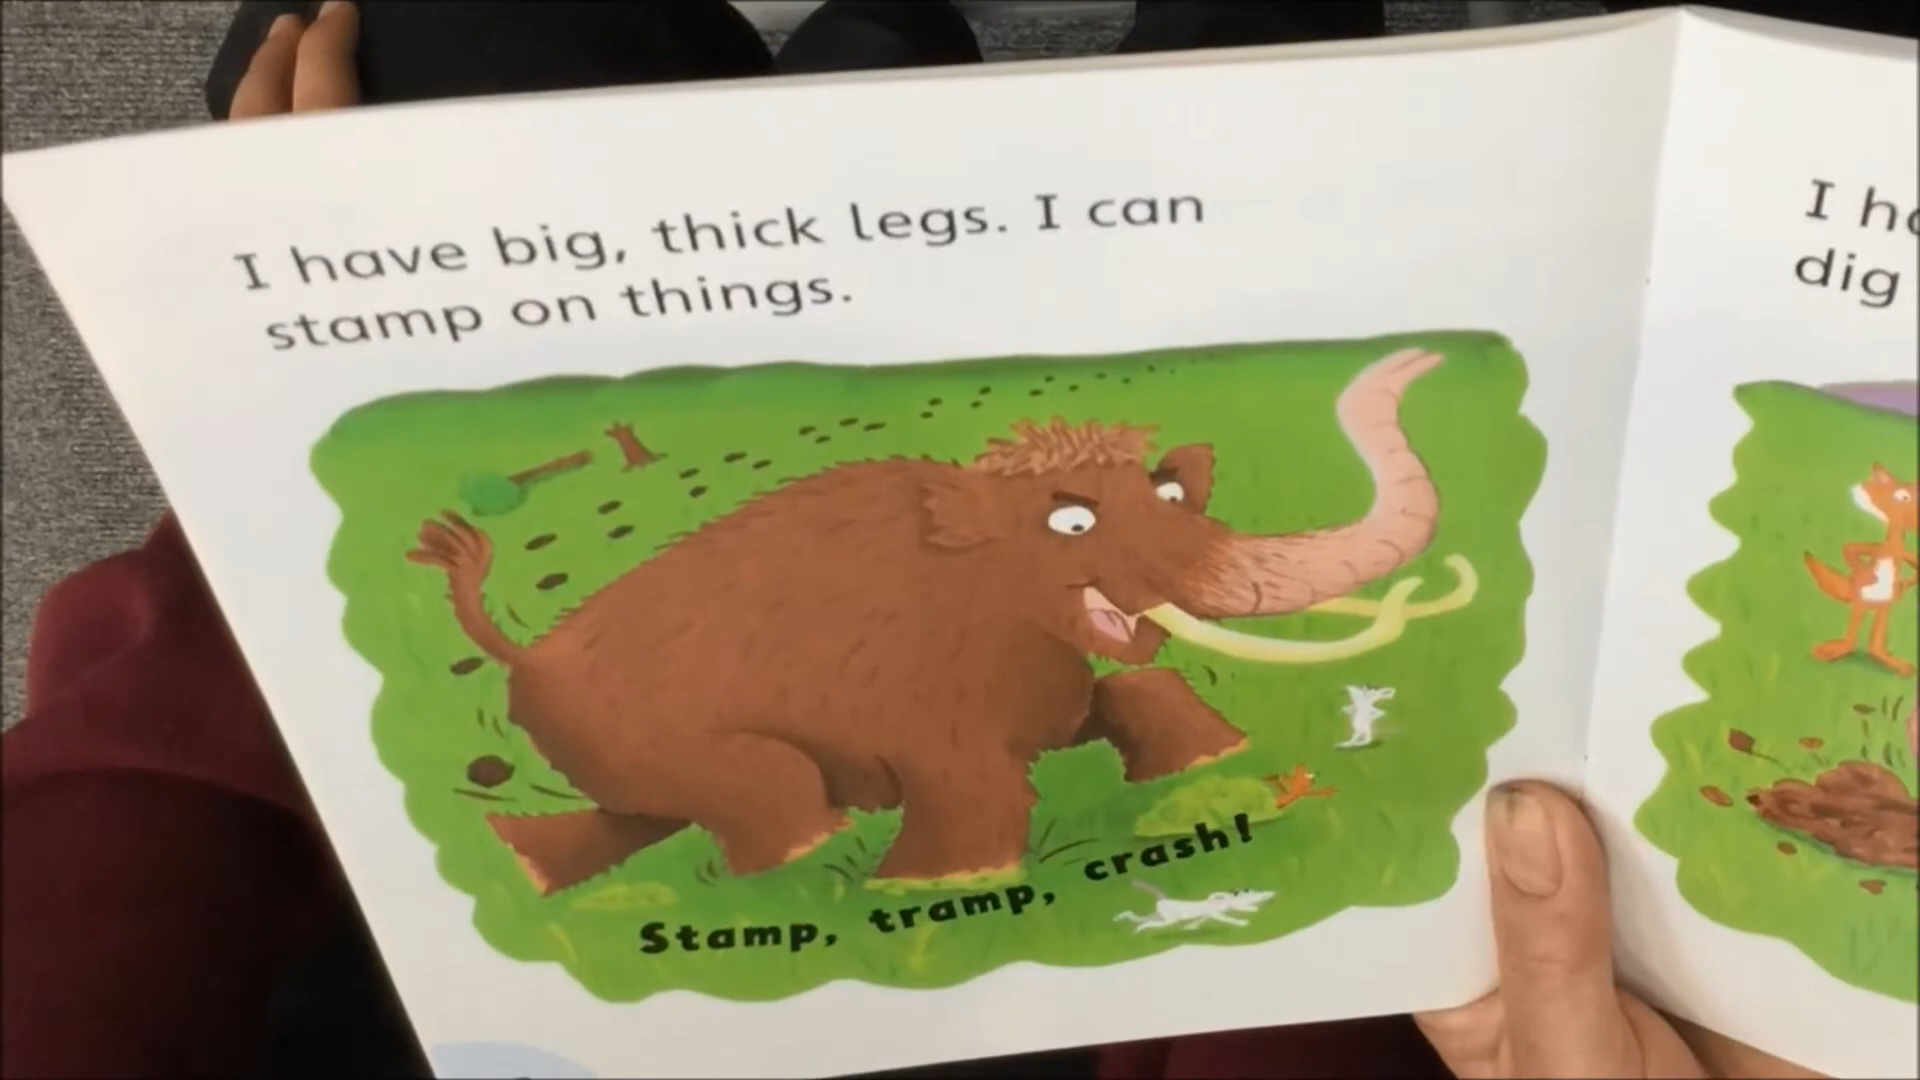 I have big, thick legs. I can
stamp on things.
Stamp, tramp, crash!
I
dig